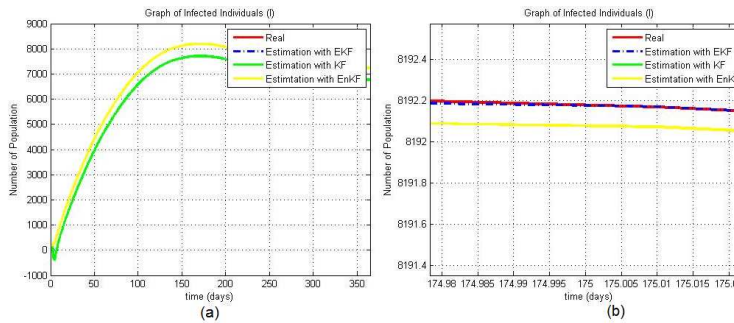 Graph of Infected Individuals (I)
9000
8000
7000
6000
5000
4000
3000
2000
1000
0
-1000
Number of Population
0 50 100 150 200 250 300 350
time (days)
Real
Estimation with EKF
Estimation with KF
Estimtation with EnKF
(a)
Graph of Infected Individuals (I)
8192.4
8192.2
8192
8191.8
8191.6
8191.4
Number of Population
174.98 174.985 174.99 174.995 175 175.005 175.01 175.015 175.0
time (days)
Real
Estimation with EKF
Estimation with KF
Estimtation with EnK
(b)